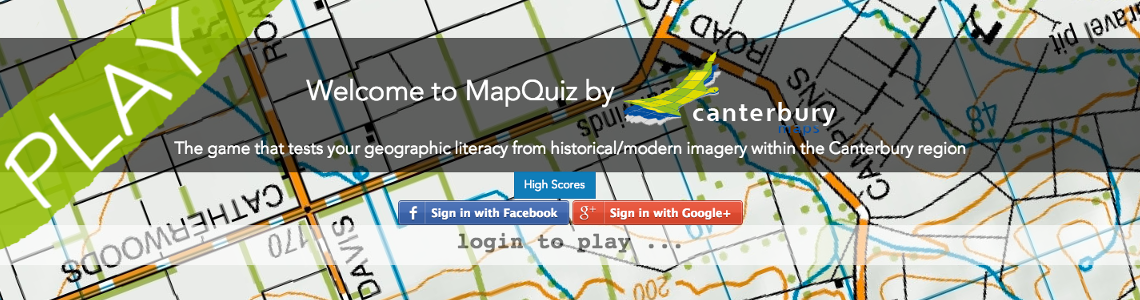 PLAY
ROAD
gravel pit
Welcome to MapQuiz by
canterbury
maps
inds
48
The game that tests your geographic literacy from historical/modern imagery within the Canterbury region
High Scores
f Sign in with Facebook
g+ Sign in with Google+
CATHERWOODS
170
DAVIS
login to play ...
200